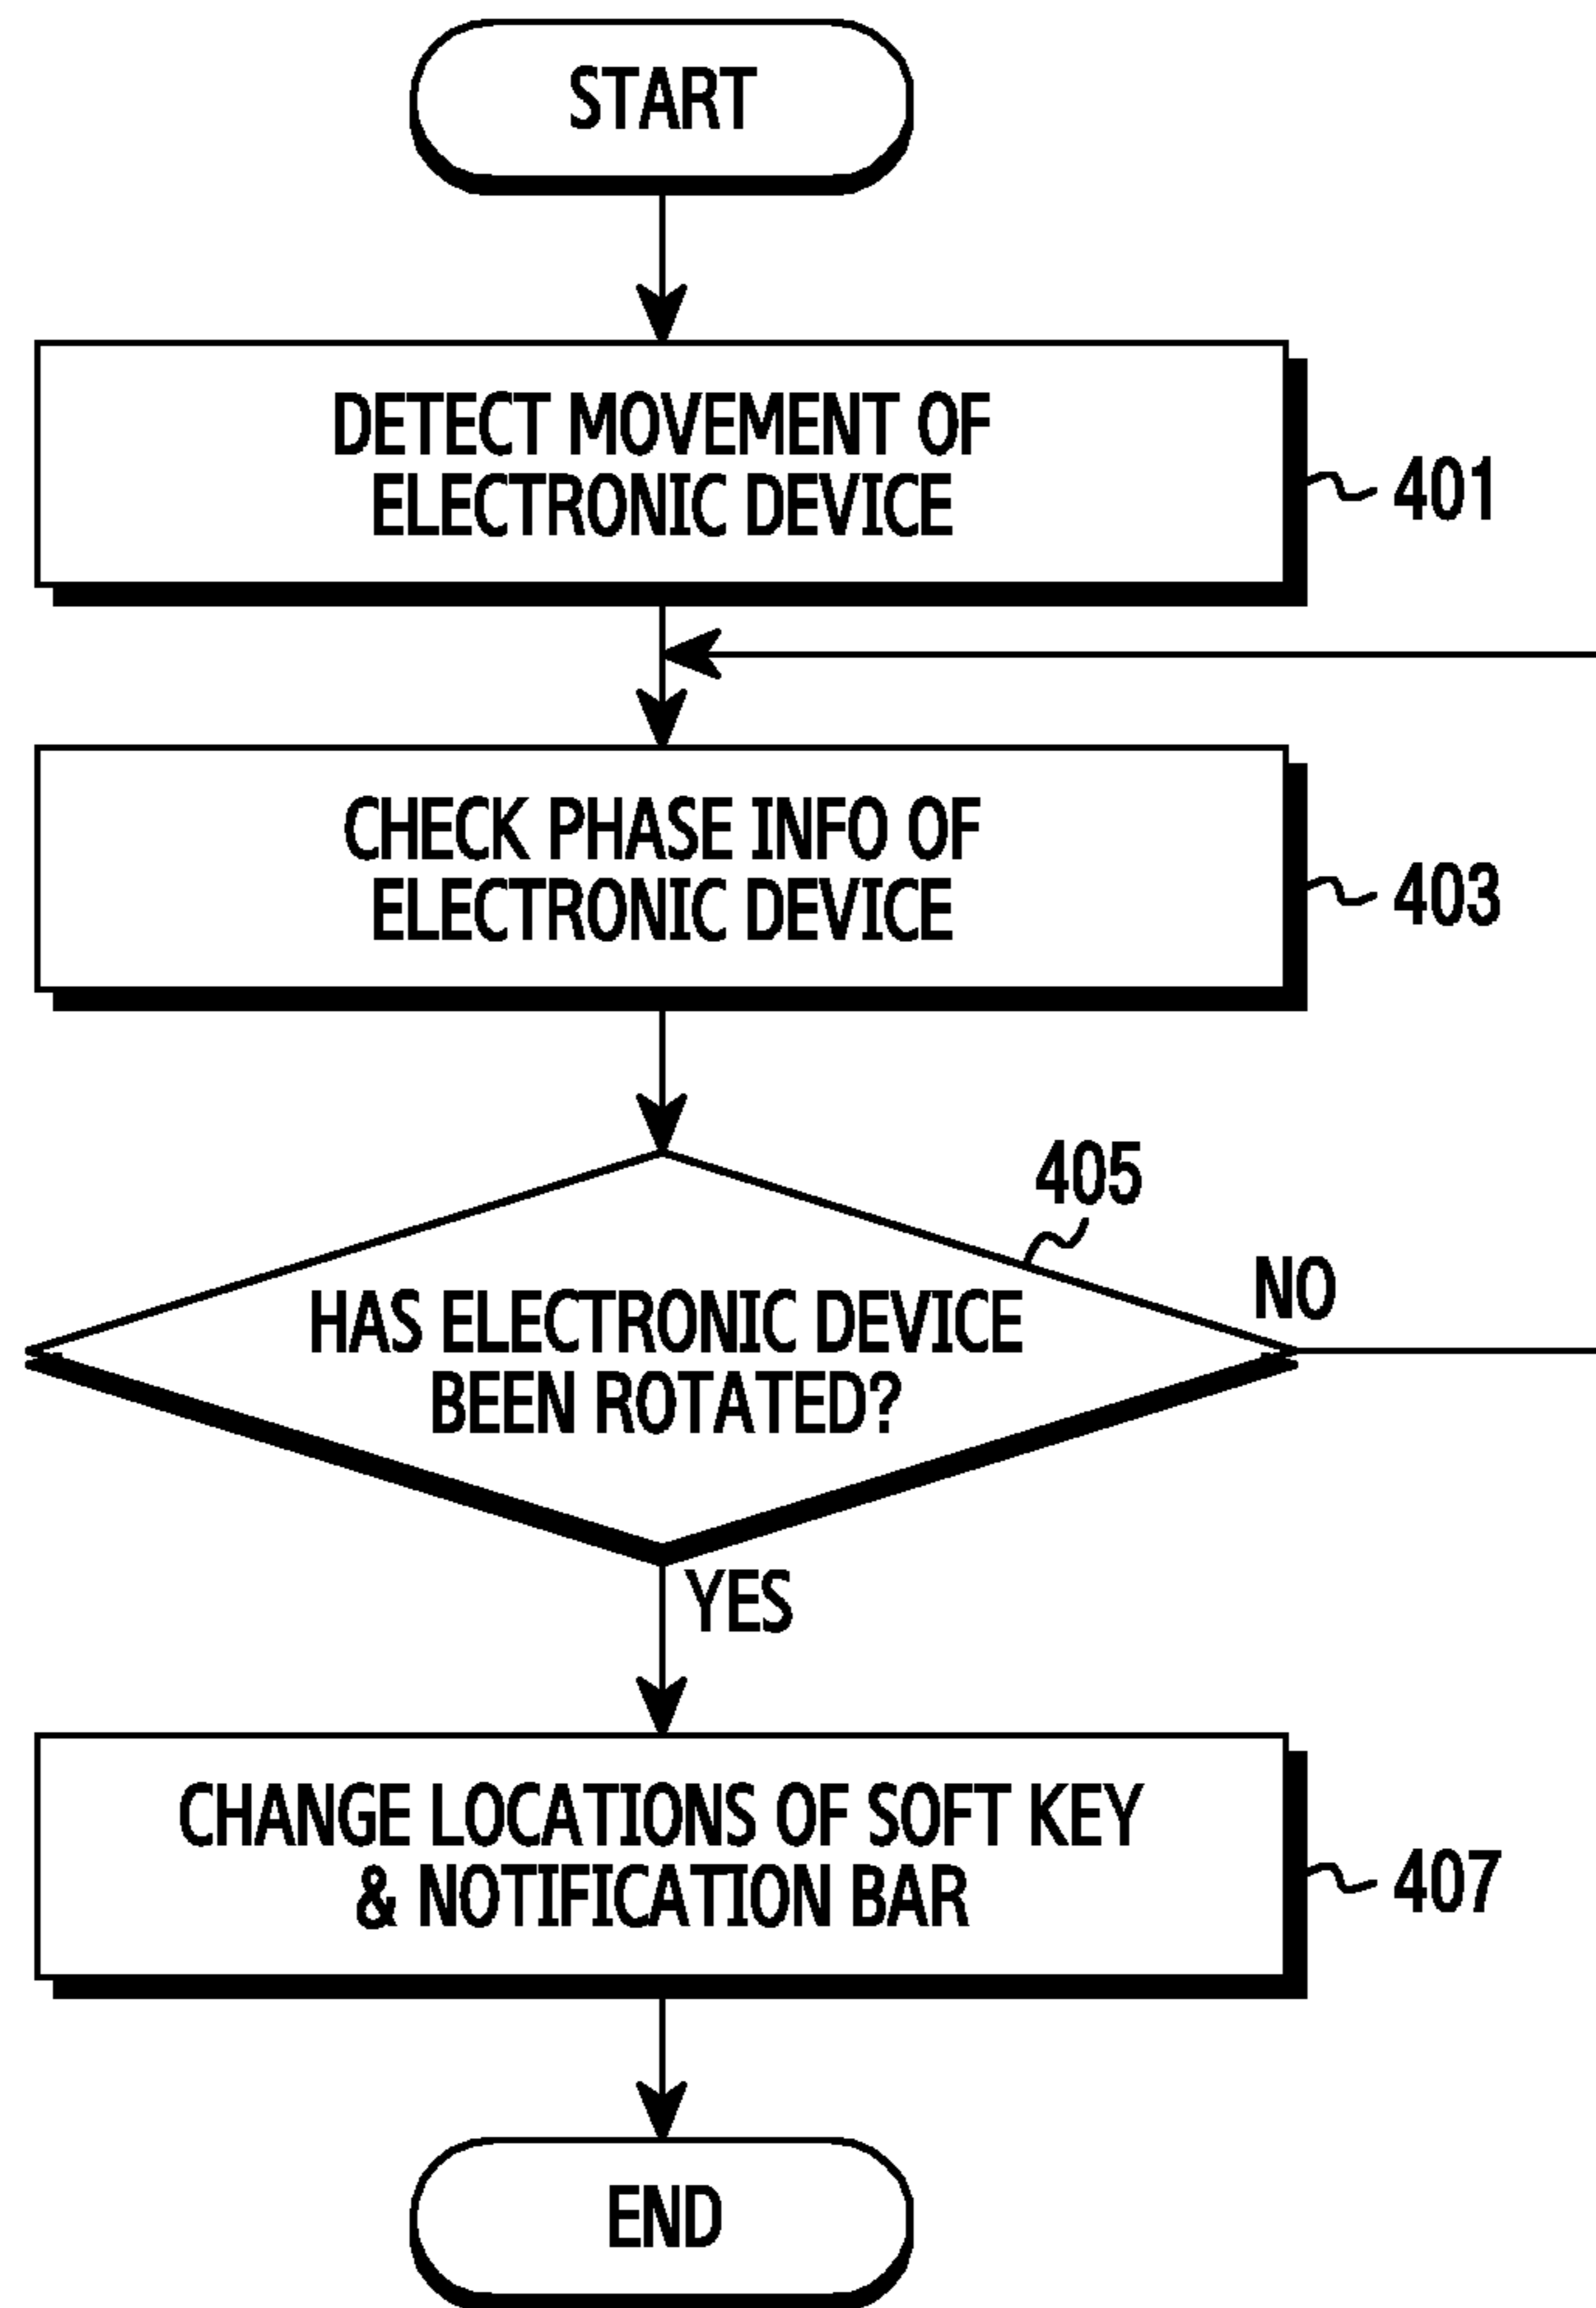 START
DETECT MOVEMENT OF
ELECTRONIC DEVICE
401
CHECK PHASE INFO OF
ELECTRONIC DEVICE
403
405
HAS ELECTRONIC DEVICE
BEEN ROTATED?
NO
YES
CHANGE LOCATIONS OF SOFT KEY
& NOTIFICATION BAR
407
END